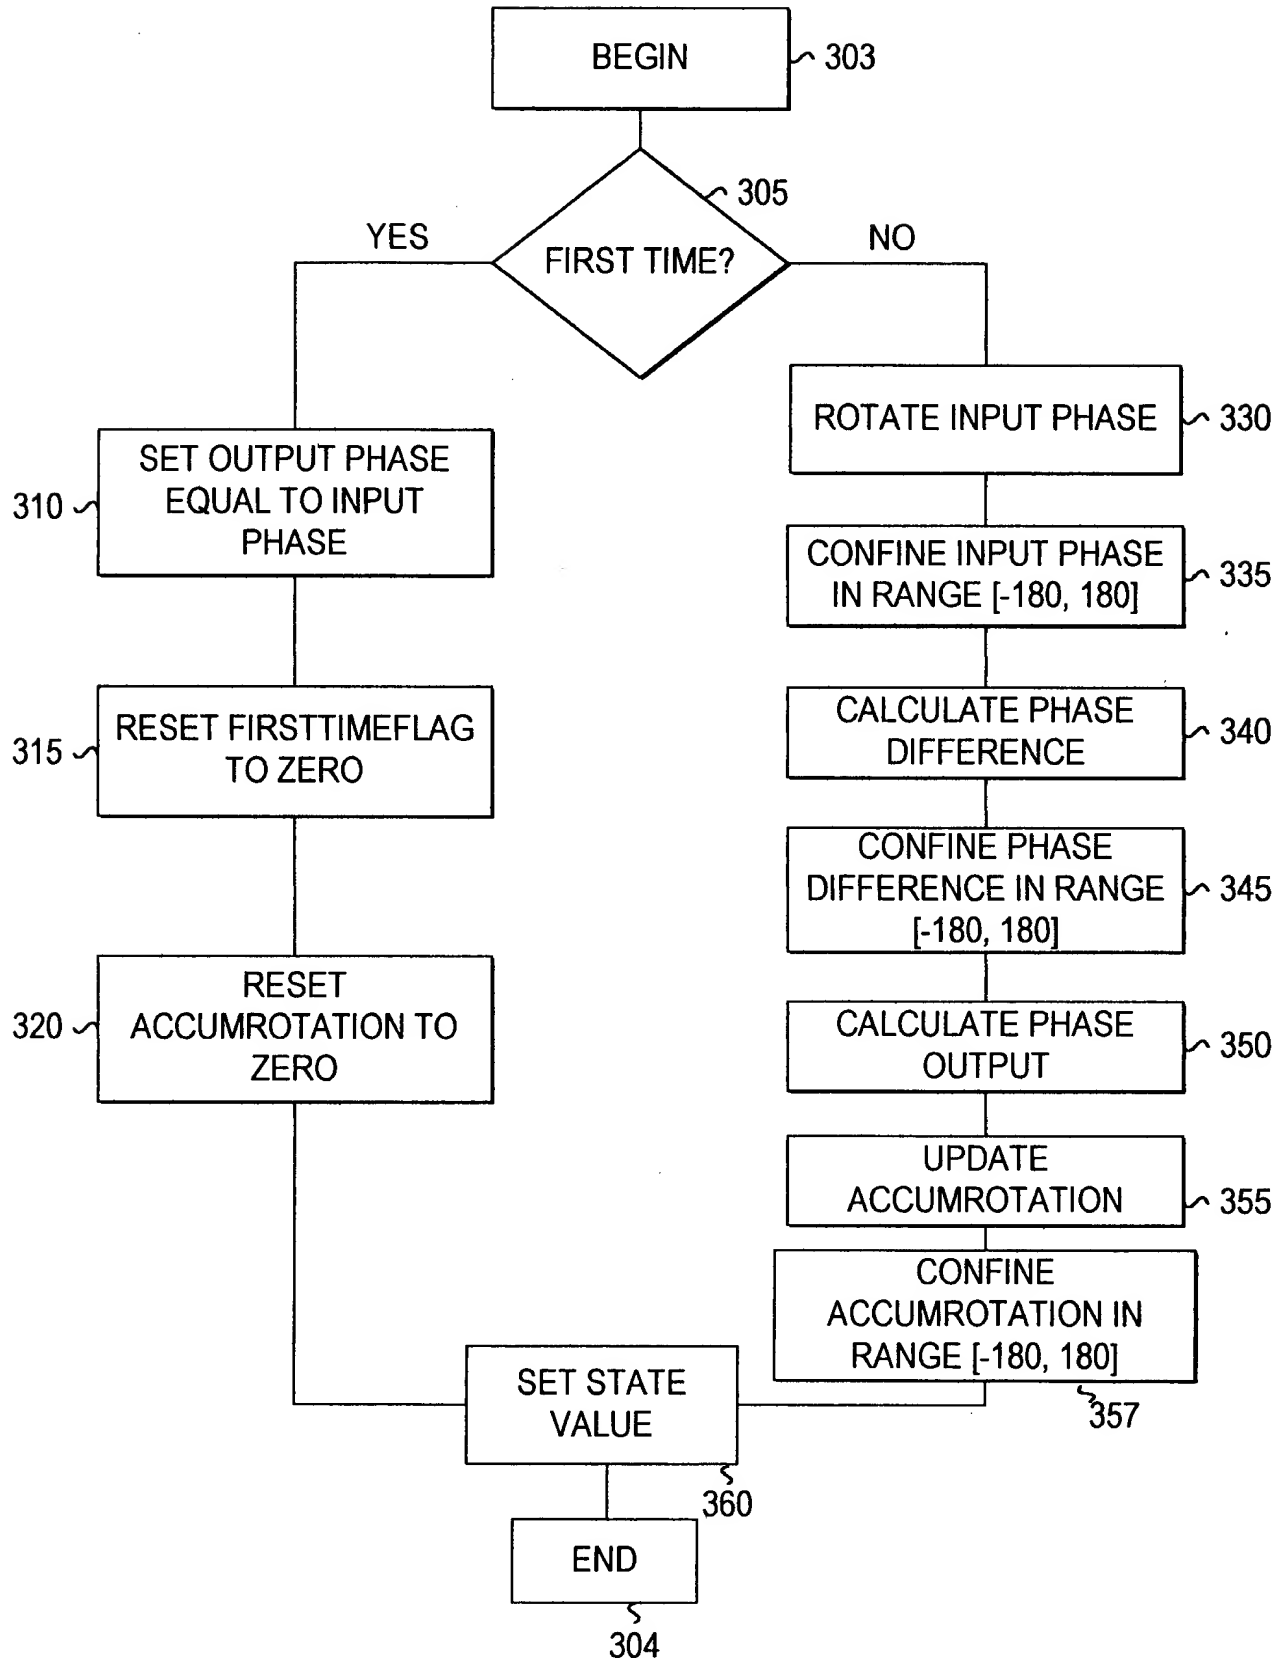 BEGIN
303
305
FIRST TIME?
YES
NO
SET OUTPUT PHASE
EQUAL TO INPUT
PHASE
310
RESET FIRSTTIMEFLAG
TO ZERO
315
RESET
ACCUMROTATION TO
ZERO
320
ROTATE INPUT PHASE
330
CONFINE INPUT PHASE
IN RANGE [-180, 180]
335
CALCULATE PHASE
DIFFERENCE
340
CONFINE PHASE
DIFFERENCE IN RANGE
[-180, 180]
345
CALCULATE PHASE
OUTPUT
350
UPDATE
ACCUMROTATION
355
CONFINE
ACCUMROTATION IN
RANGE [-180, 180]
357
SET STATE
VALUE
360
END
304